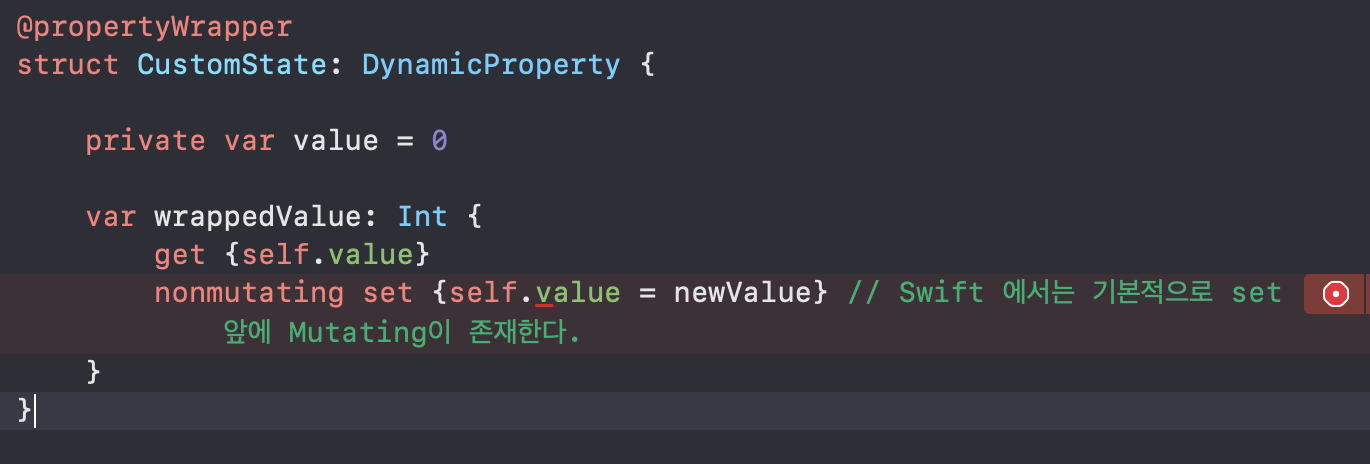 @propertyWrapper
struct CustomState: DynamicProperty {
private var value = 0
var wrappedValue: Int {
get {self.value}
nonmutating set {self.value = newValue} // Swift 에서는 기본적으로 set
앞에 Mutating이 존재한다.
}
}